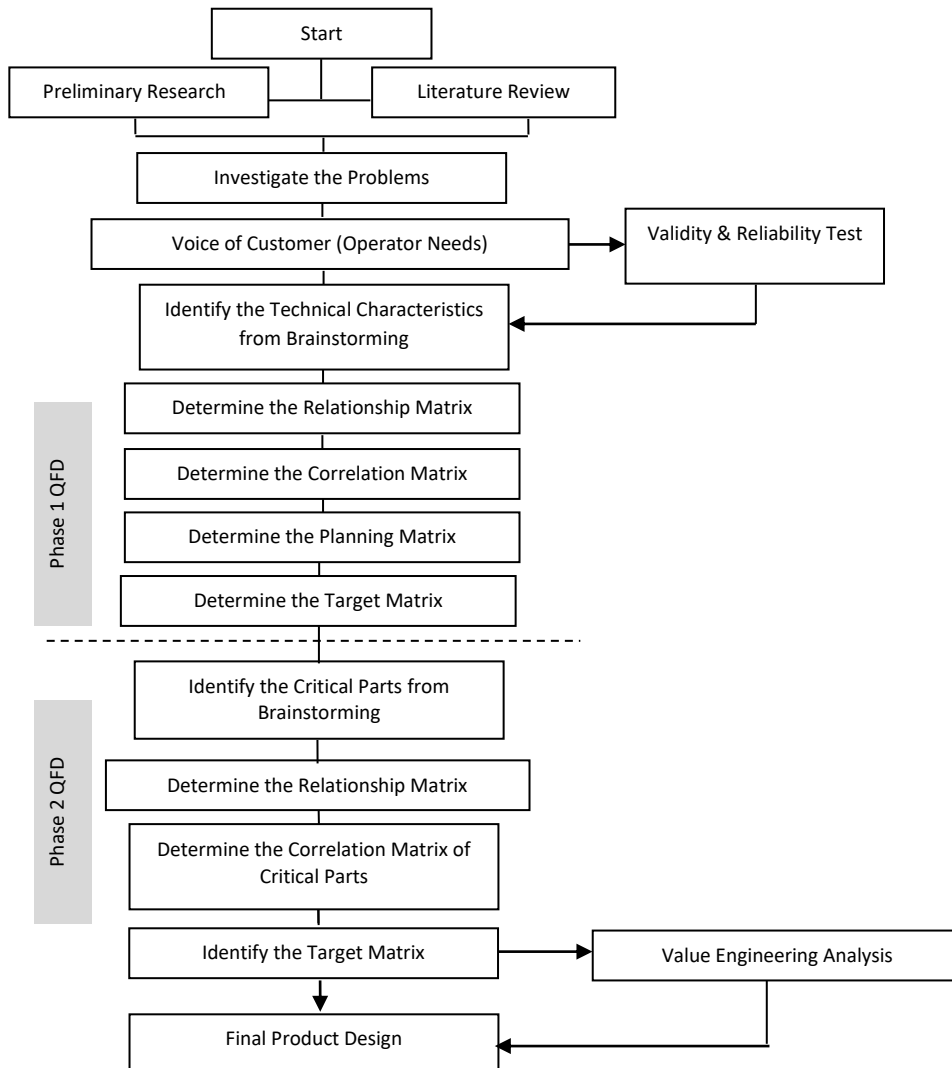 Start
Preliminary Research
Literature Review
Investigate the Problems
Voice of Customer (Operator Needs)
Validity & Reliability Test
Identify the Technical Characteristics
from Brainstorming
Phase 1 QFD
Determine the Relationship Matrix
Determine the Correlation Matrix
Determine the Planning Matrix
Determine the Target Matrix
Phase 2 QFD
Identify the Critical Parts from
Brainstorming
Determine the Relationship Matrix
Determine the Correlation Matrix of
Critical Parts
Identify the Target Matrix
Value Engineering Analysis
Final Product Design